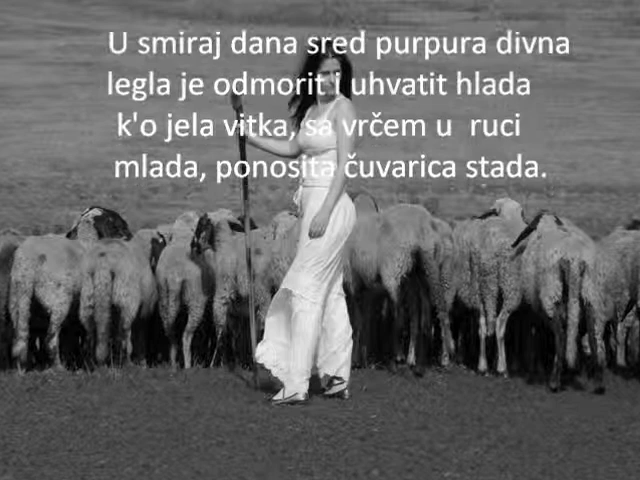 U smiraj dana sred purpura divna
legla je odmorit i uhvatit hlada
k'o jela vitka, sa vrčem u ruci
mlada, ponosita čuvarica stada.